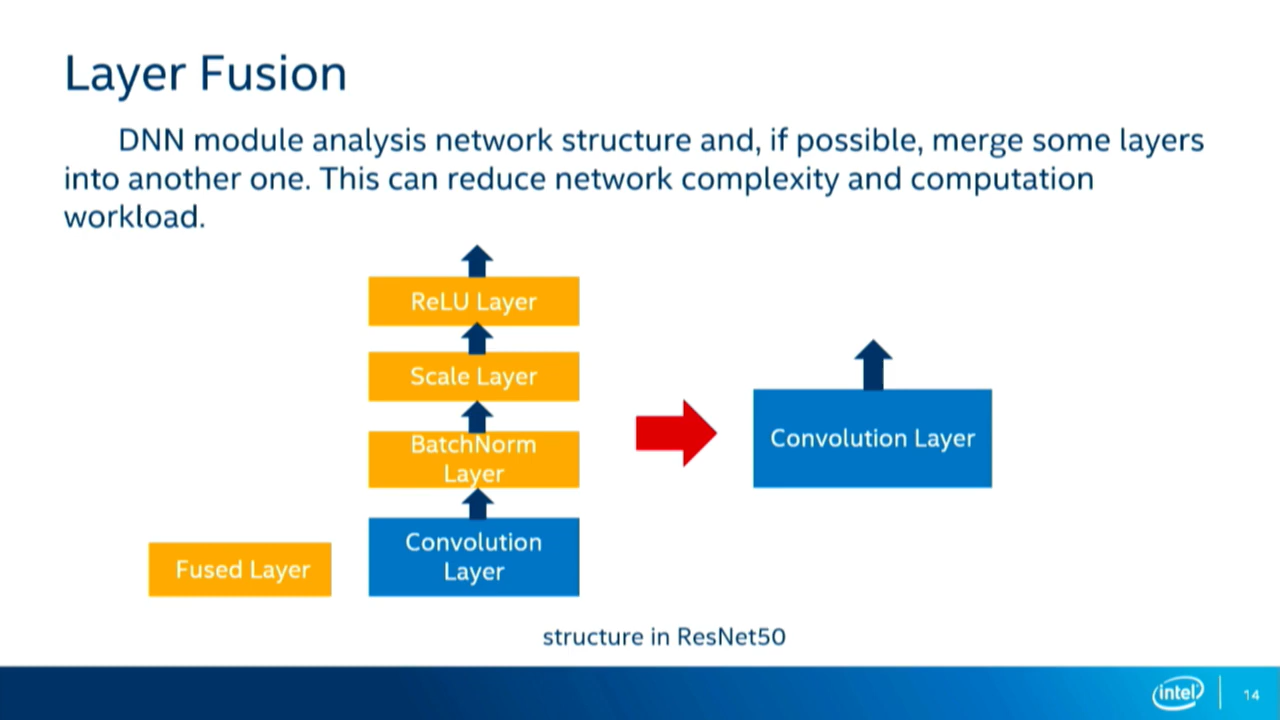 Layer Fusion
DNN module analysis network structure and, if possible, merge some layers
into another one. This can reduce network complexity and computation
workload.
ReLU Layer
Scale Layer
BatchNorm
Layer
Convolution
Layer
Fused Layer
Convolution Layer
structure in ResNet50
intel
14